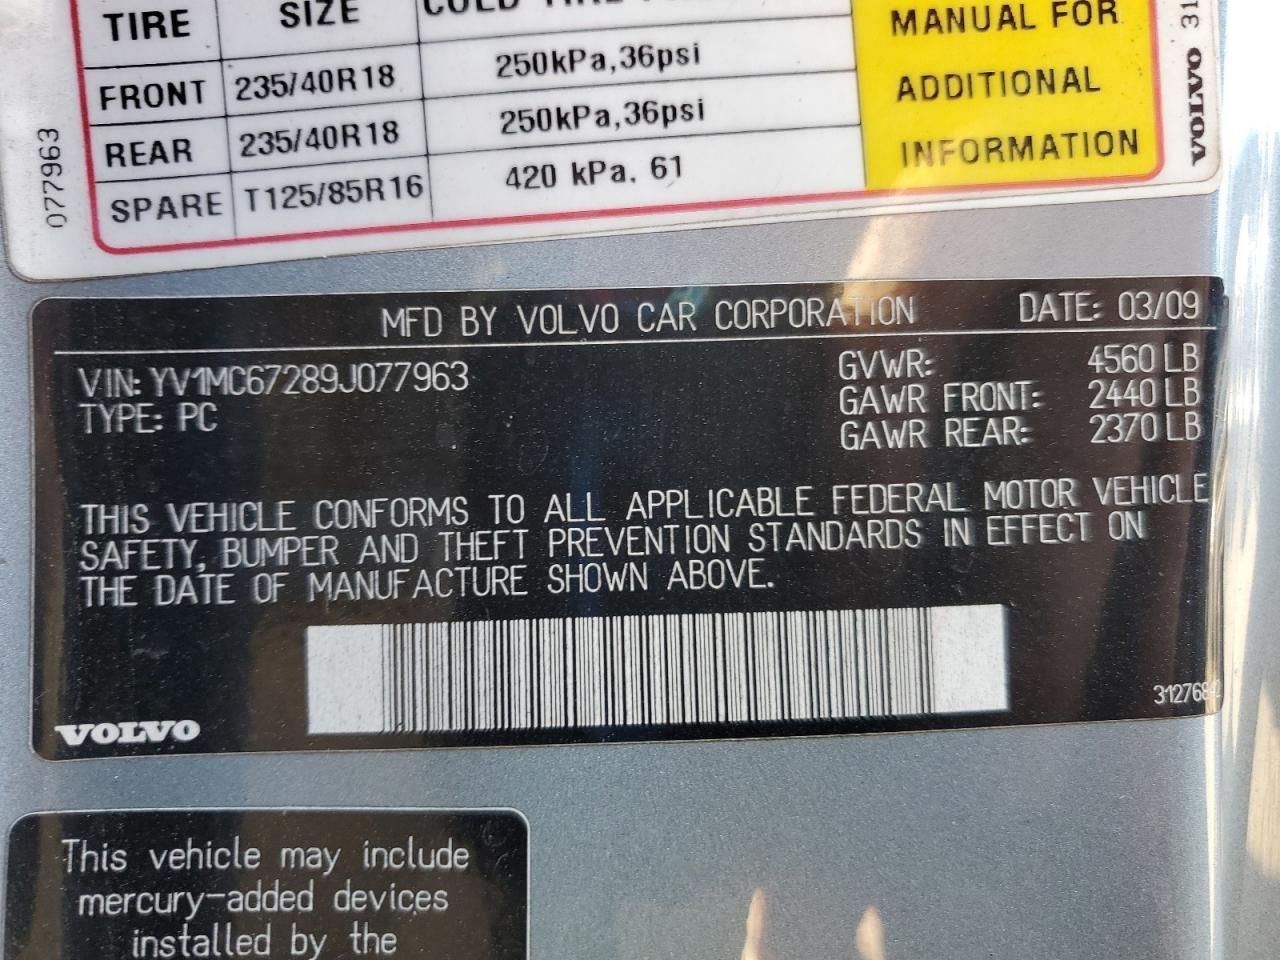 TIRE SIZE COLD TIRE
FRONT 235/40R18 250kPa,36psi
REAR 235/40R18 250kPa,36psi
SPARE T125/85R16 420 kPa. 61
MANUAL FOR
ADDITIONAL
INFORMATION
31
VOLVO
077963
MFD BY VOLVO CAR CORPORATION DATE: 03/09
VIN: YV1MC67289J077963 GVWR: 4560 LB
TYPE: PC GAWR FRONT: 2440 LB
GAWR REAR: 2370 LB
THIS VEHICLE CONFORMS TO ALL APPLICABLE FEDERAL MOTOR VEHICLE
SAFETY, BUMPER AND THEFT PREVENTION STANDARDS IN EFFECT ON
THE DATE OF MANUFACTURE SHOWN ABOVE.
VOLVO
This vehicle may include
mercury-added devices
installed by the